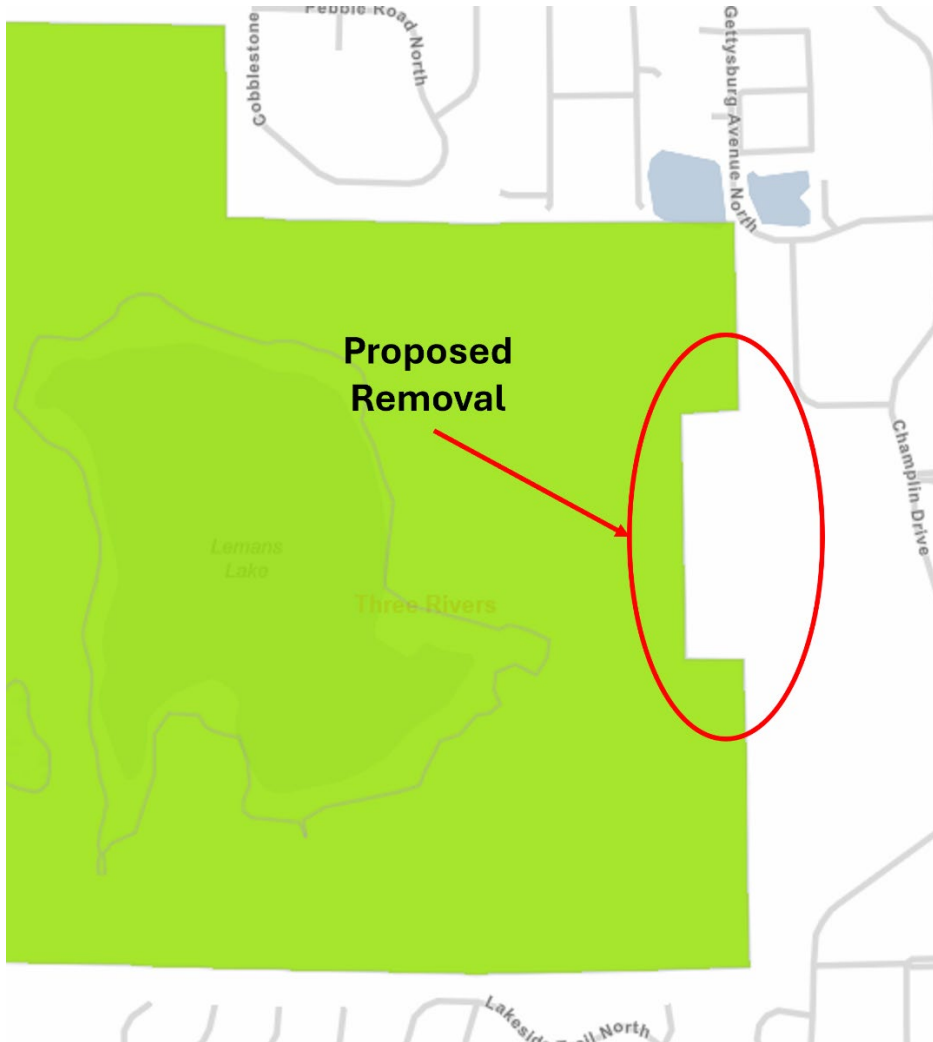 Pebble Road North
Cobblestone
Gettysburg Avenue North
Proposed
Removal
Champlin Drive
Lemans
Lake
Three Rivers
Lakeside Trail North